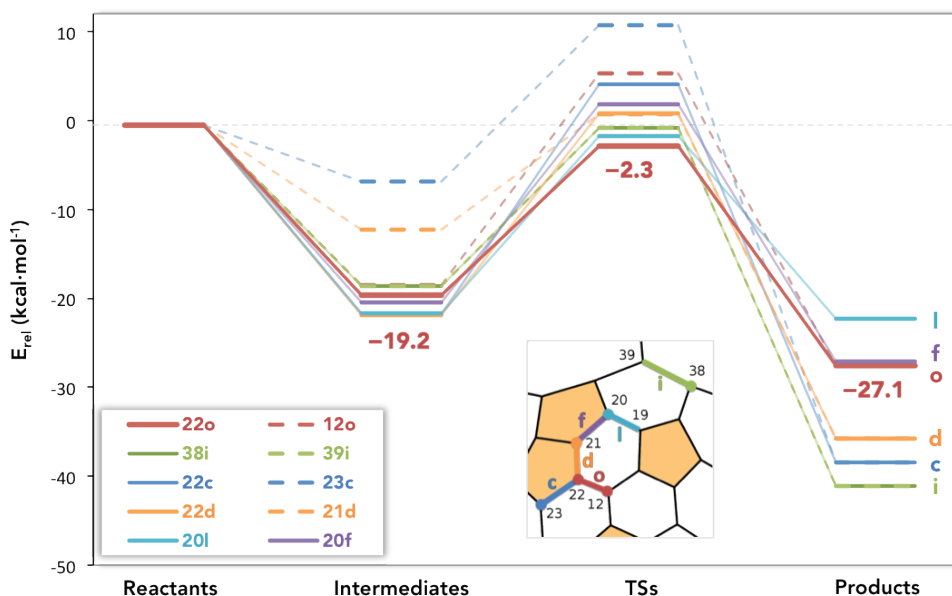 10
0
-10
-20
-30
-40
-50
E_rel (kcal·mol⁻¹)
−2.3
−19.2
−27.1
l
f
o
d
c
i
22o 12o
38i 39i
22c 23c
22d 21d
20l 20f
39
38
i
20
19
f
l
21
d
c
o
22
12
23
Reactants Intermediates TSs Products